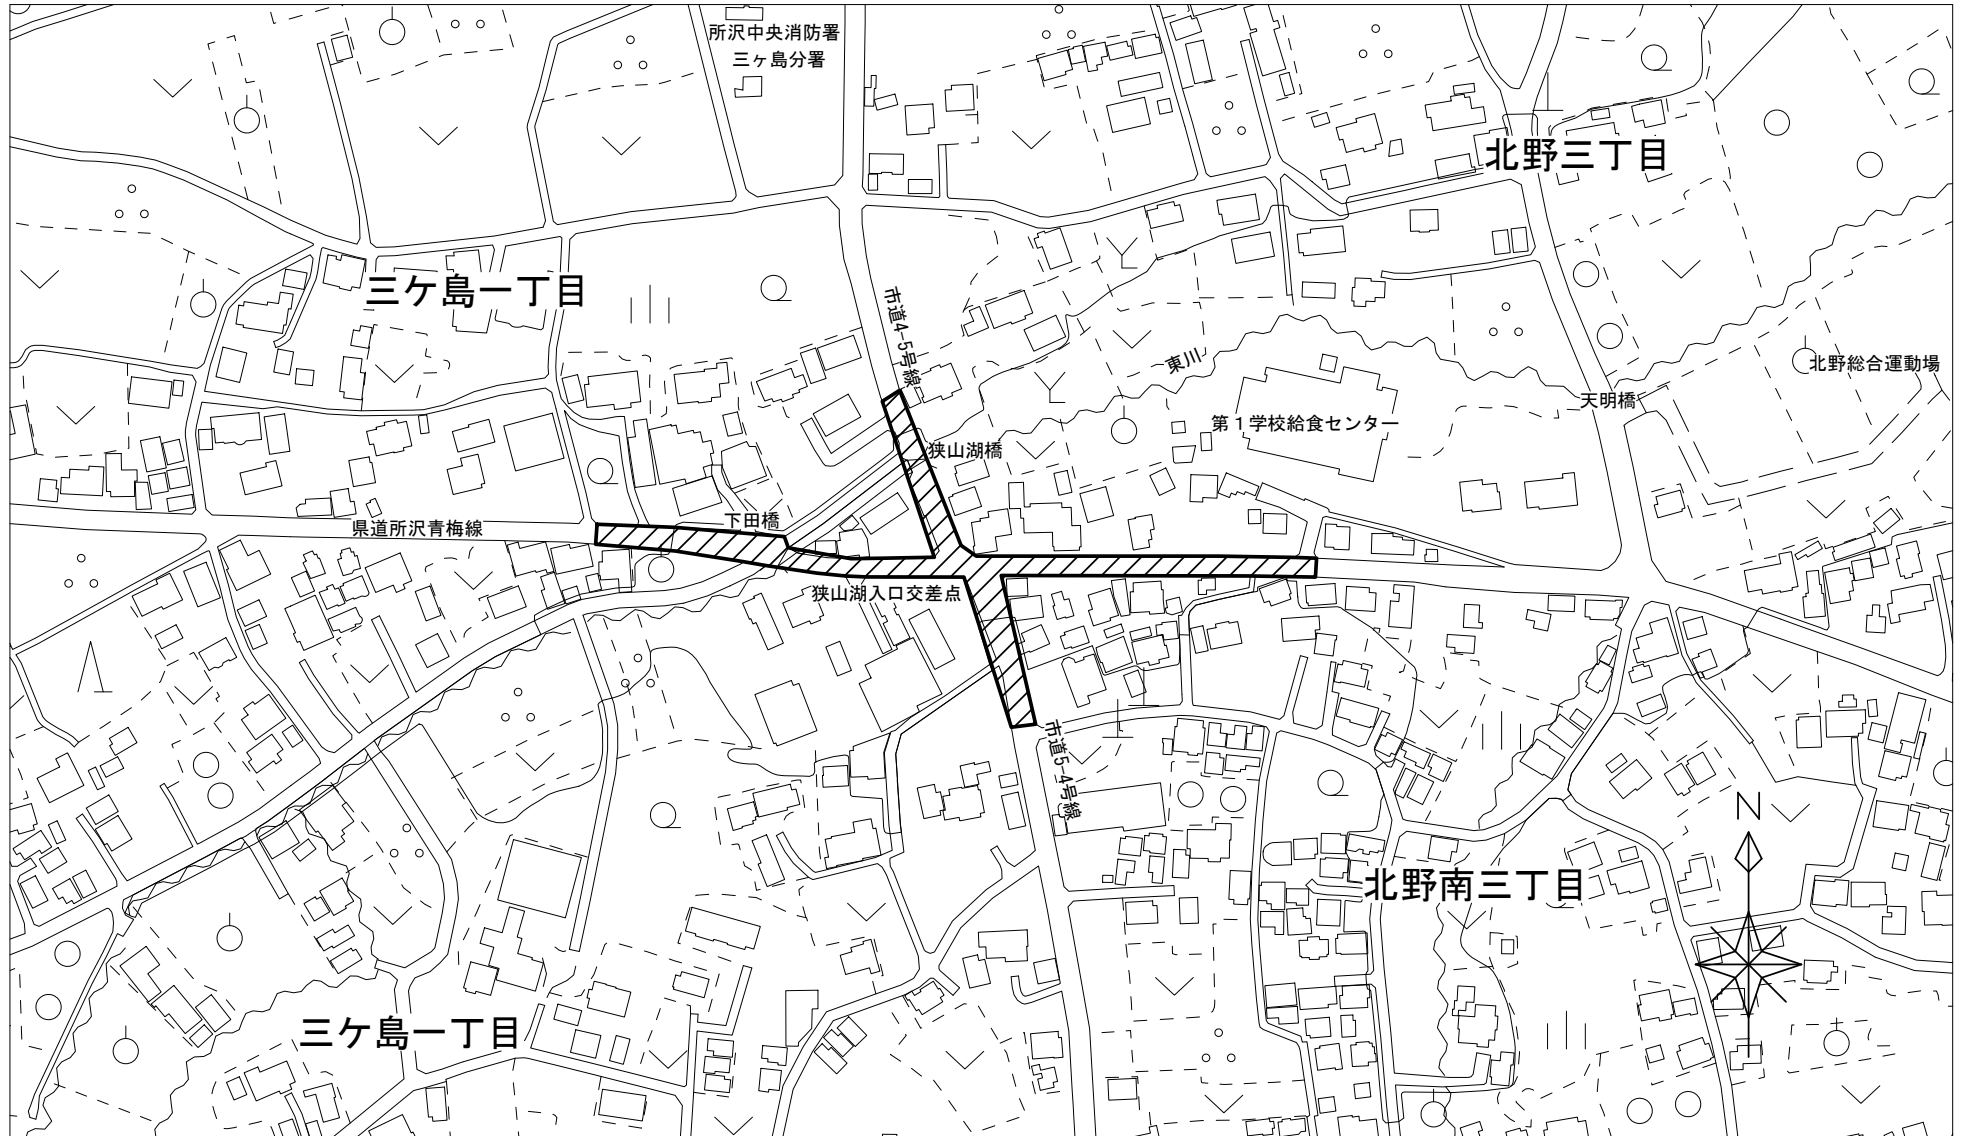 所沢中央消防署
三ヶ島分署
北野三丁目
三ケ島一丁目
市道4-5号線
東川
北野総合運動場
天明橋
第１学校給食センター
狭山湖橋
下田橋
県道所沢青梅線
狭山湖入口交差点
市道5-4号線
N
北野南三丁目
三ケ島一丁目